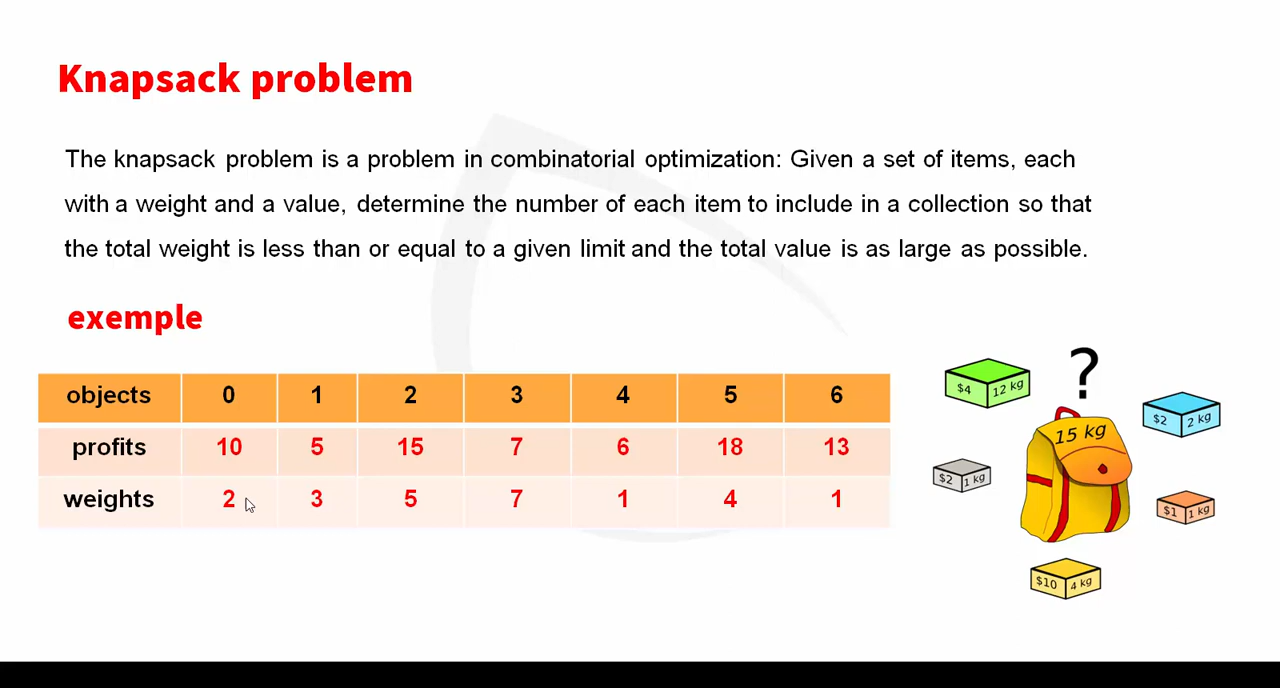 Knapsack problem
The knapsack problem is a problem in combinatorial optimization: Given a set of items, each
with a weight and a value, determine the number of each item to include in a collection so that
the total weight is less than or equal to a given limit and the total value is as large as possible.
exemple
objects 0 1 2 3 4 5 6
profits 10 5 15 7 6 18 13
weights 2 3 5 7 1 4 1
?
$4 12 kg
$2 2 kg
15 kg
$2 1 kg
$1 1 kg
$10 4 kg